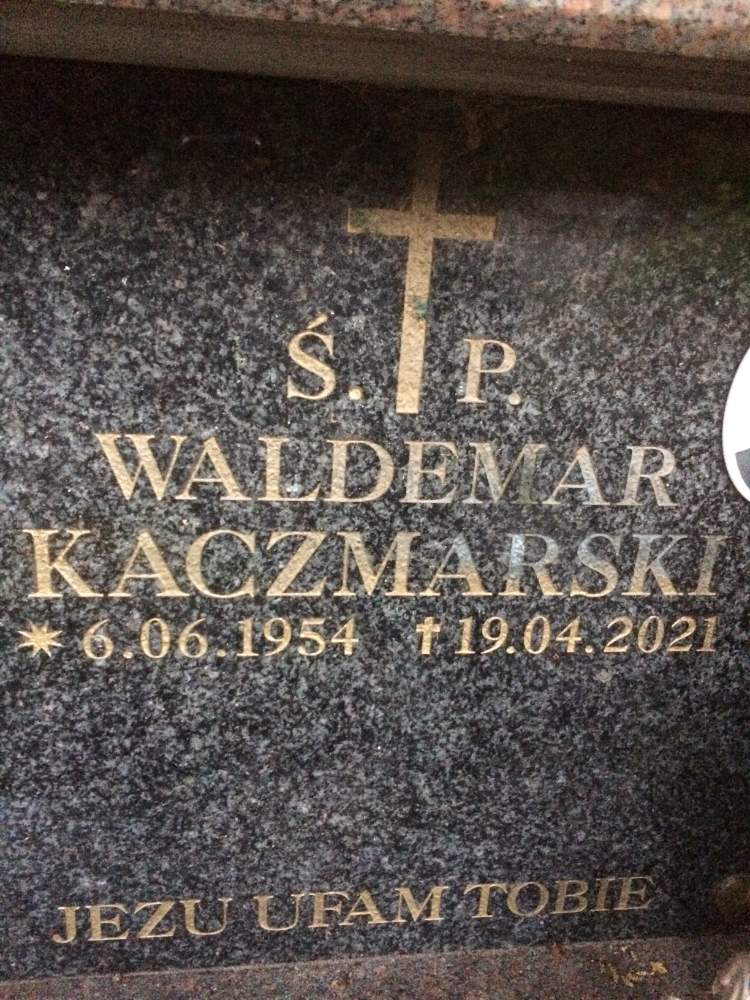 Ś. P.
WALDEMAR
KACZMARSKI
✷ 6.06.1954 ✝ 19.04.2021
JEZU UFAM TOBIE